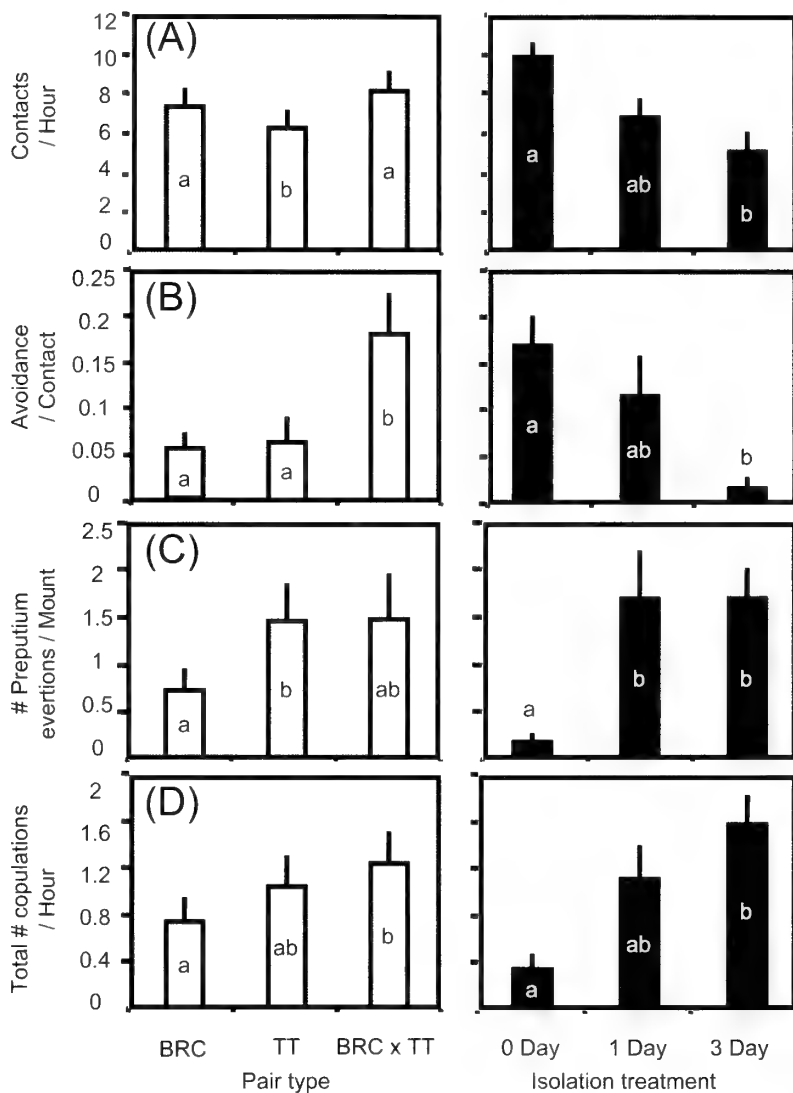 (A)
Contacts
/ Hour
12
10
8
6
4
2
0
a
b
a
a
ab
b
(B)
Avoidance
/ Contact
0.25
0.2
0.15
0.1
0.05
0
a
a
b
a
ab
b
(C)
# Preputium
evertions / Mount
2.5
2
1.5
1
0.5
0
a
b
ab
a
b
b
(D)
Total # copulations
/ Hour
2
1.6
1.2
0.8
0.4
0
a
ab
b
a
ab
b
BRC TT BRC x TT
Pair type
0 Day 1 Day 3 Day
Isolation treatment